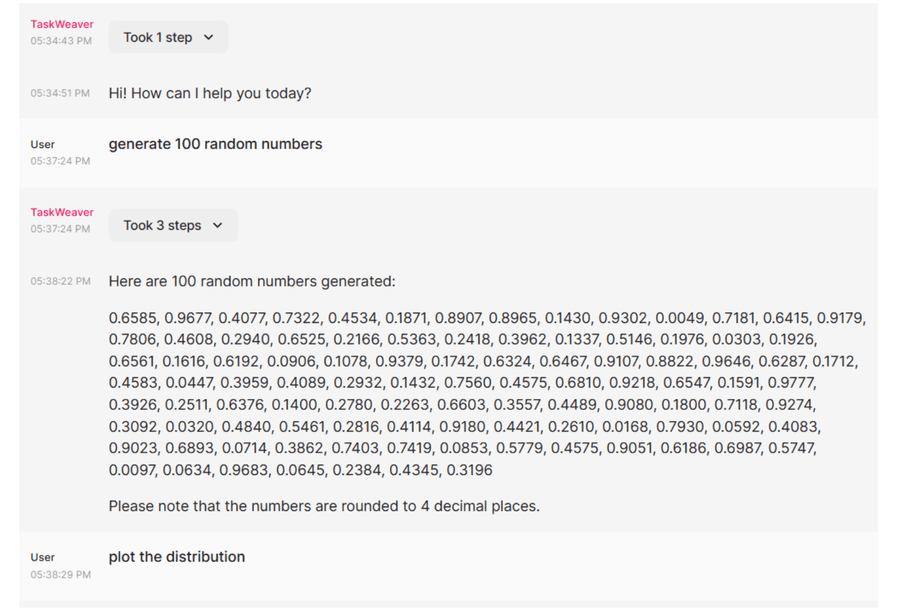 TaskWeaver
05:34:43 PM
Took 1 step
05:34:51 PM
Hi! How can I help you today?
User
05:37:24 PM
generate 100 random numbers
TaskWeaver
05:37:24 PM
Took 3 steps
05:38:22 PM
Here are 100 random numbers generated:
0.6585, 0.9677, 0.4077, 0.7322, 0.4534, 0.1871, 0.8907, 0.8965, 0.1430, 0.9302, 0.0049, 0.7181, 0.6415, 0.9179,
0.7806, 0.4608, 0.2940, 0.6525, 0.2166, 0.5363, 0.2418, 0.3962, 0.1337, 0.5146, 0.1976, 0.0303, 0.1926,
0.6561, 0.1616, 0.6192, 0.0906, 0.1078, 0.9379, 0.1742, 0.6324, 0.6467, 0.9107, 0.8822, 0.9646, 0.6287, 0.1712,
0.4583, 0.0447, 0.3959, 0.4089, 0.2932, 0.1432, 0.7560, 0.4575, 0.6810, 0.9218, 0.6547, 0.1591, 0.9777,
0.3926, 0.2511, 0.6376, 0.1400, 0.2780, 0.2263, 0.6603, 0.3557, 0.4489, 0.9080, 0.1800, 0.7118, 0.9274,
0.3092, 0.0320, 0.4840, 0.5461, 0.2816, 0.4114, 0.9180, 0.4421, 0.2610, 0.0168, 0.7930, 0.0592, 0.4083,
0.9023, 0.6893, 0.0714, 0.3862, 0.7403, 0.7419, 0.0853, 0.5779, 0.4575, 0.9051, 0.6186, 0.6987, 0.5747,
0.0097, 0.0634, 0.9683, 0.0645, 0.2384, 0.4345, 0.3196
Please note that the numbers are rounded to 4 decimal places.
User
05:38:29 PM
plot the distribution